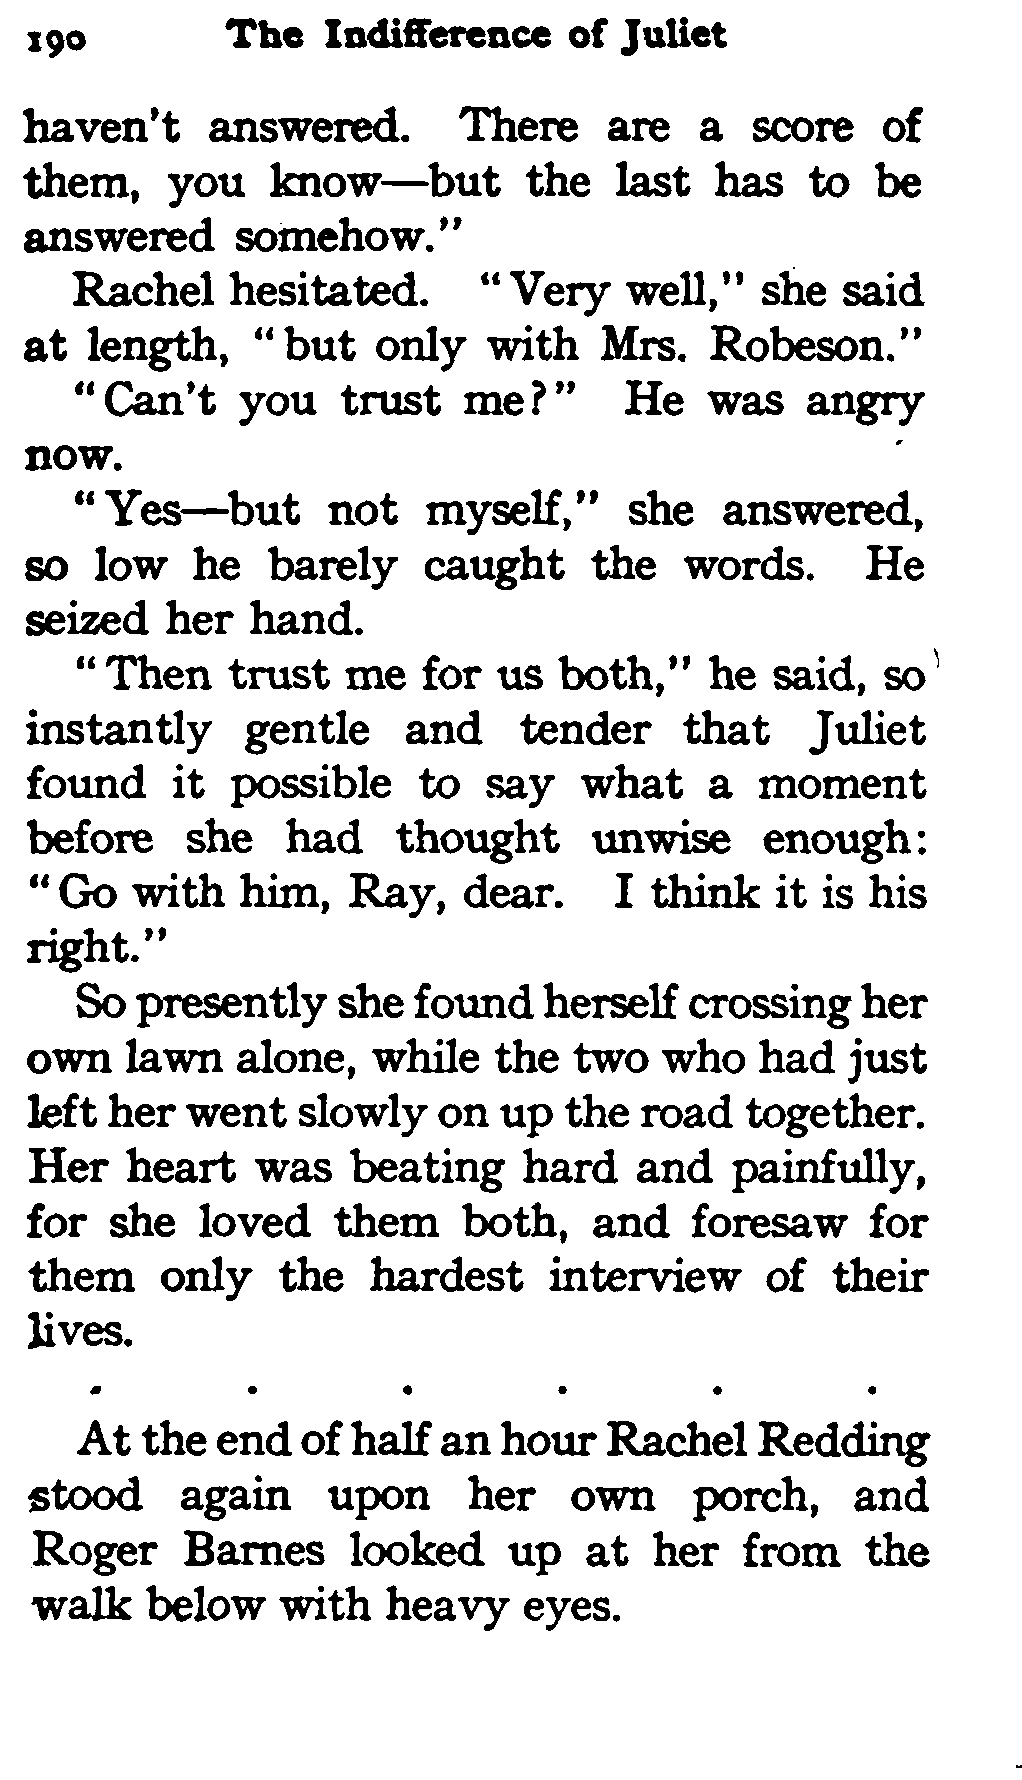 190 The Indifference of Juliet
haven't answered. There are a score of
them, you know—but the last has to be
answered somehow."
Rachel hesitated. "Very well," she said
at length, "but only with Mrs. Robeson."
"Can't you trust me?" He was angry
now.
"Yes—but not myself," she answered,
so low he barely caught the words. He
seized her hand.
"Then trust me for us both," he said, so
instantly gentle and tender that Juliet
found it possible to say what a moment
before she had thought unwise enough:
"Go with him, Ray, dear. I think it is his
right."
So presently she found herself crossing her
own lawn alone, while the two who had just
left her went slowly on up the road together.
Her heart was beating hard and painfully,
for she loved them both, and foresaw for
them only the hardest interview of their
lives.
. . . . . .
At the end of half an hour Rachel Redding
stood again upon her own porch, and
Roger Barnes looked up at her from the
walk below with heavy eyes.